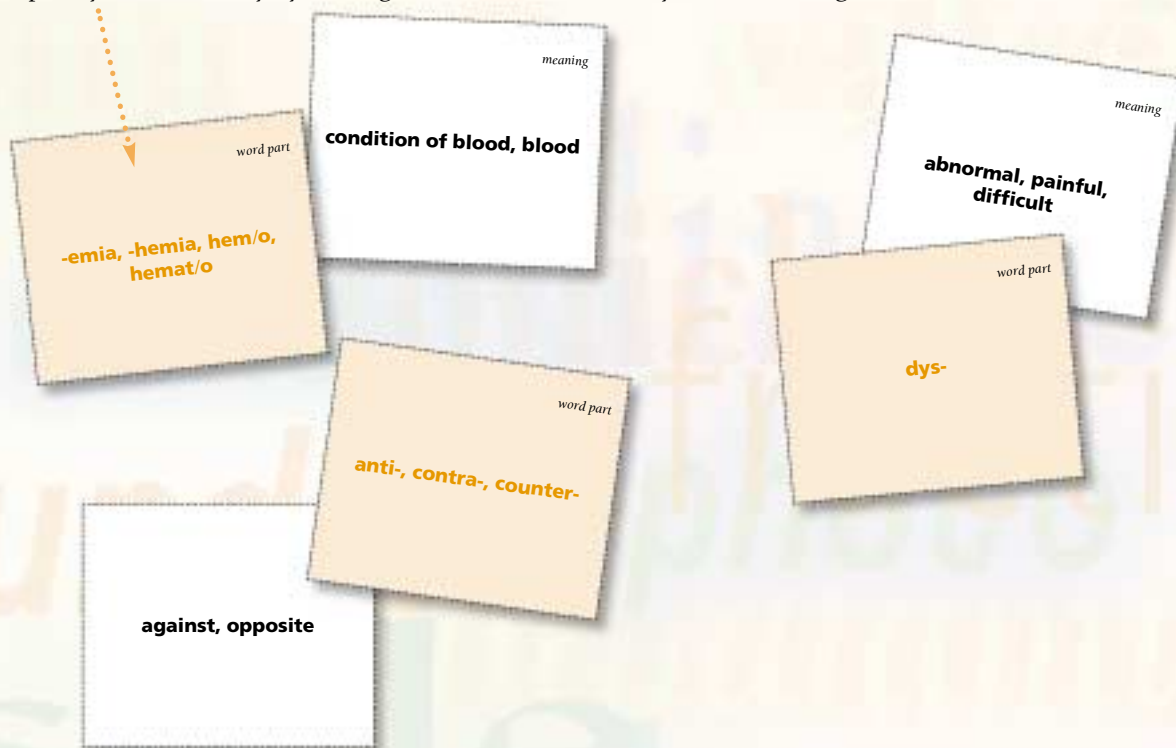 meaning
condition of blood, blood
word part
-emia, -hemia, hem/o,
hemat/o
meaning
abnormal, painful,
difficult
word part
dys-
word part
anti-, contra-, counter-
against, opposite